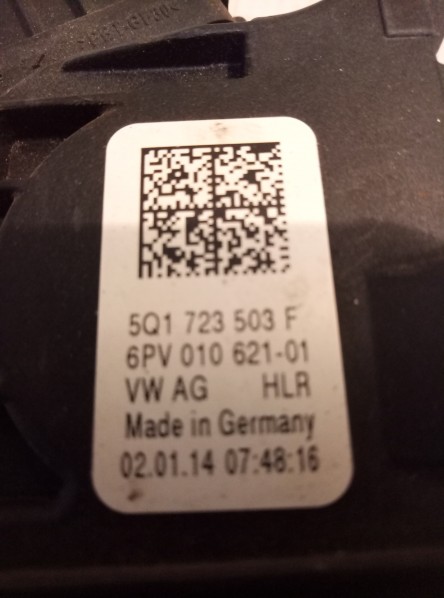 5Q1 723 503 F
6PV 010 621-01
VW AG HLR
Made in Germany
02.01.14 07:48:16